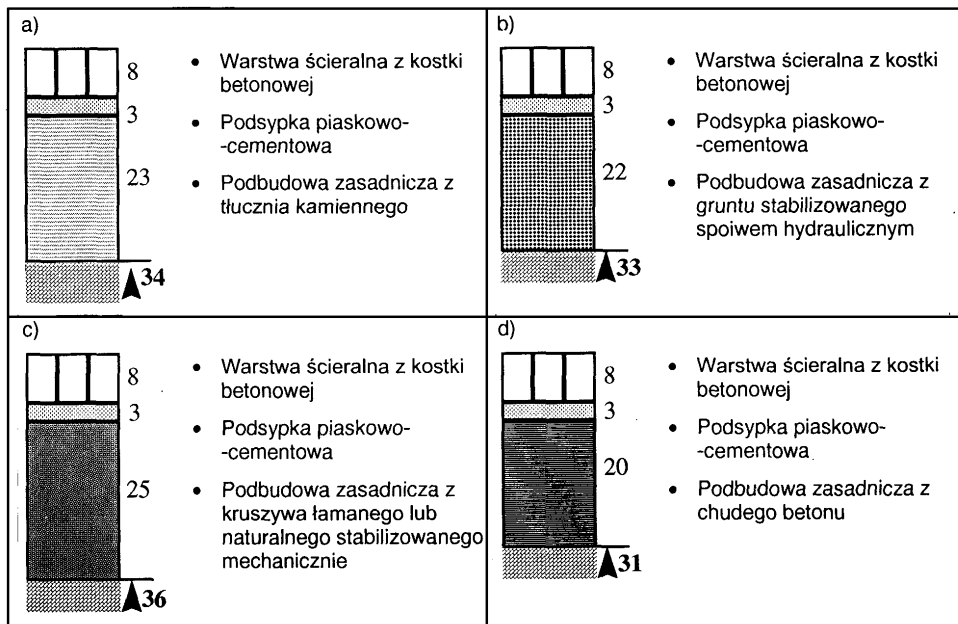 a)
8
3
23
34
• Warstwa ścieralna z kostki
betonowej
• Podsypka piaskowo-
-cementowa
• Podbudowa zasadnicza z
tłucznia kamiennego
b)
8
3
22
33
• Warstwa ścieralna z kostki
betonowej
• Podsypka piaskowo-
-cementowa
• Podbudowa zasadnicza z
gruntu stabilizowanego
spoiwem hydraulicznym
c)
8
3
25
36
• Warstwa ścieralna z kostki
betonowej
• Podsypka piaskowo-
-cementowa
• Podbudowa zasadnicza z
kruszywa łamanego lub
naturalnego stabilizowanego
mechanicznie
d)
8
3
20
31
• Warstwa ścieralna z kostki
betonowej
• Podsypka piaskowo-
-cementowa
• Podbudowa zasadnicza z
chudego betonu